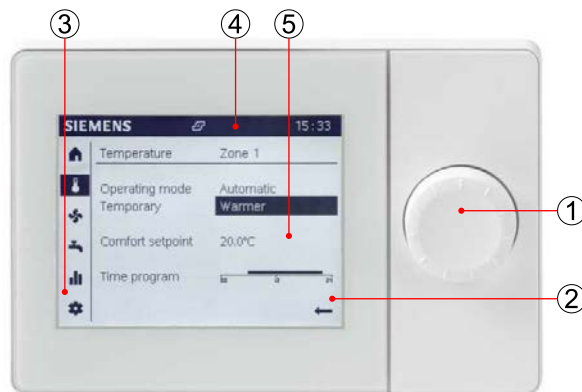 3 4 5
SIEMENS 15:33
Temperature Zone 1
Operating mode Automatic
Temporary Warmer
1
Comfort setpoint 20.0°C
Time program
2